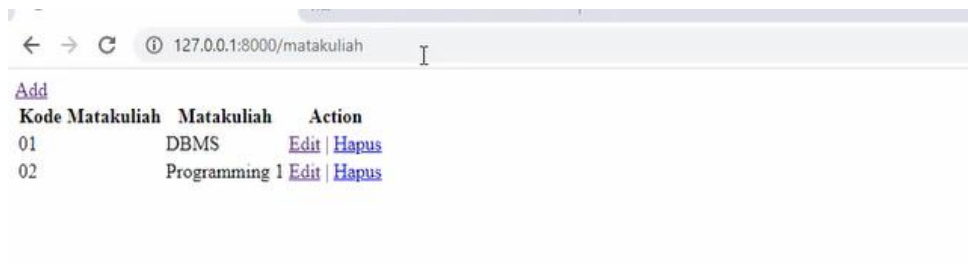 127.0.0.1:8000/matakuliah
Add
Kode Matakuliah Matakuliah Action
01 DBMS Edit | Hapus
02 Programming 1 Edit | Hapus